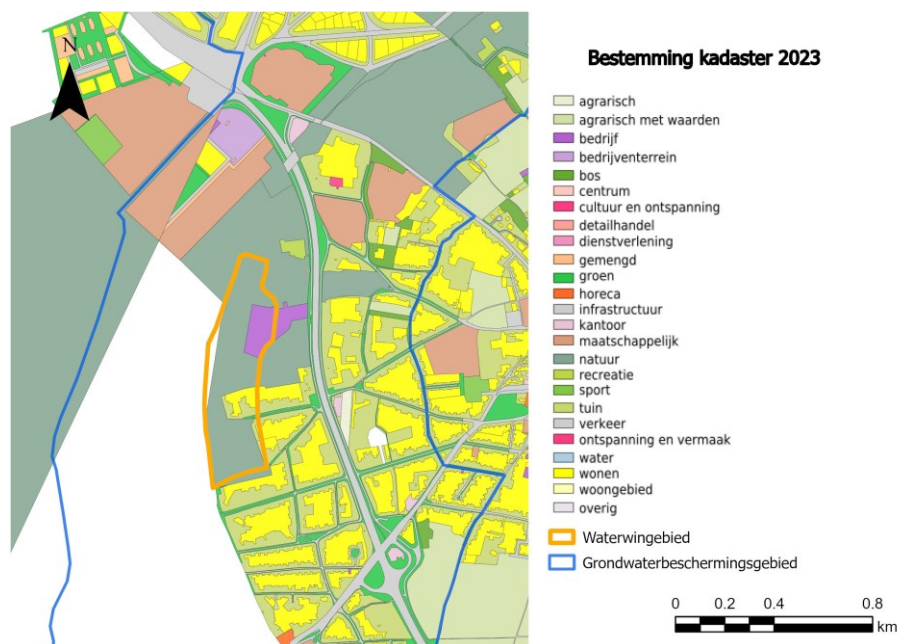 N
Bestemming kadaster 2023
agrarisch
agrarisch met waarden
bedrijf
bedrijventerrein
bos
centrum
cultuur en ontspanning
detailhandel
dienstverlening
gemengd
groen
horeca
infrastructuur
kantoor
maatschappelijk
natuur
recreatie
sport
tuin
verkeer
ontspanning en vermaak
water
wonen
woongebied
overig
Waterwingebied
Grondwaterbeschermingsgebied
0 0.2 0.4 0.8
km